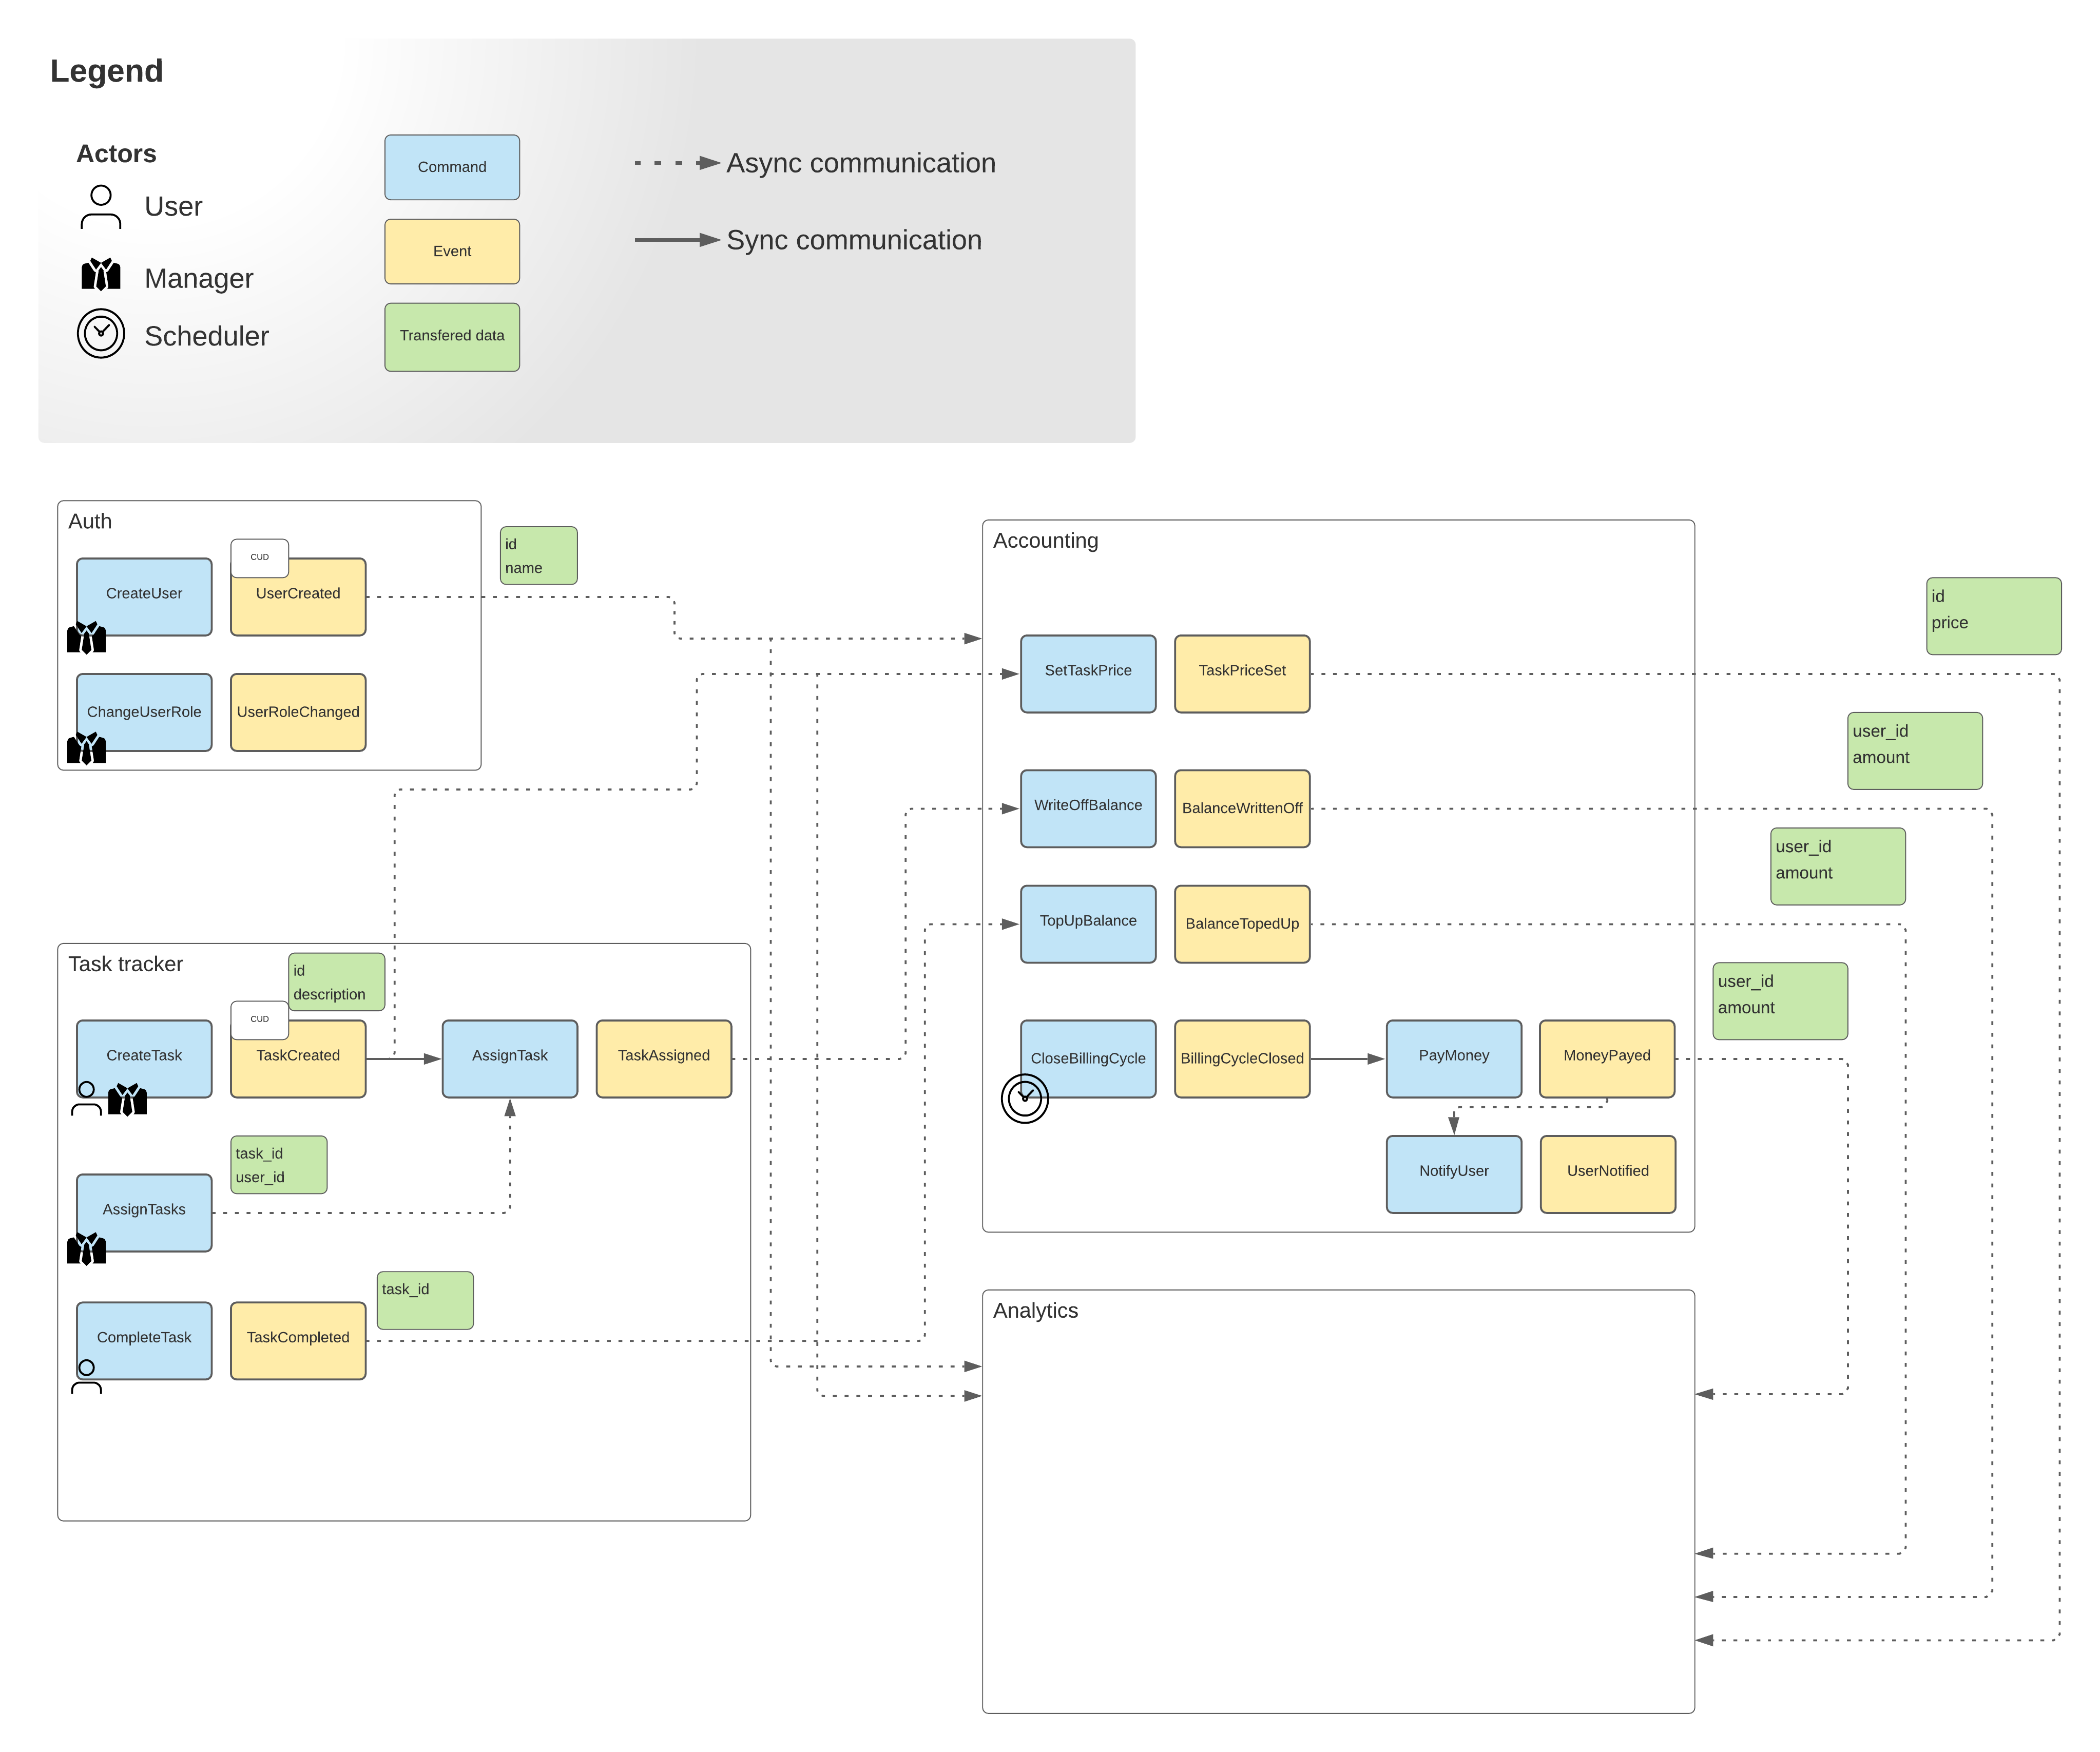 Legend
Actors
User
Manager
Scheduler
Command
Event
Transfered data
Async communication
Sync communication
Auth
CUD
CreateUser
UserCreated
ChangeUserRole
UserRoleChanged
id
name
Task tracker
id
description
CUD
CreateTask
TaskCreated
AssignTask
TaskAssigned
task_id
user_id
AssignTasks
task_id
CompleteTask
TaskCompleted
Accounting
SetTaskPrice
TaskPriceSet
WriteOffBalance
BalanceWrittenOff
TopUpBalance
BalanceTopedUp
CloseBillingCycle
BillingCycleClosed
PayMoney
MoneyPayed
NotifyUser
UserNotified
id
price
user_id
amount
user_id
amount
user_id
amount
Analytics